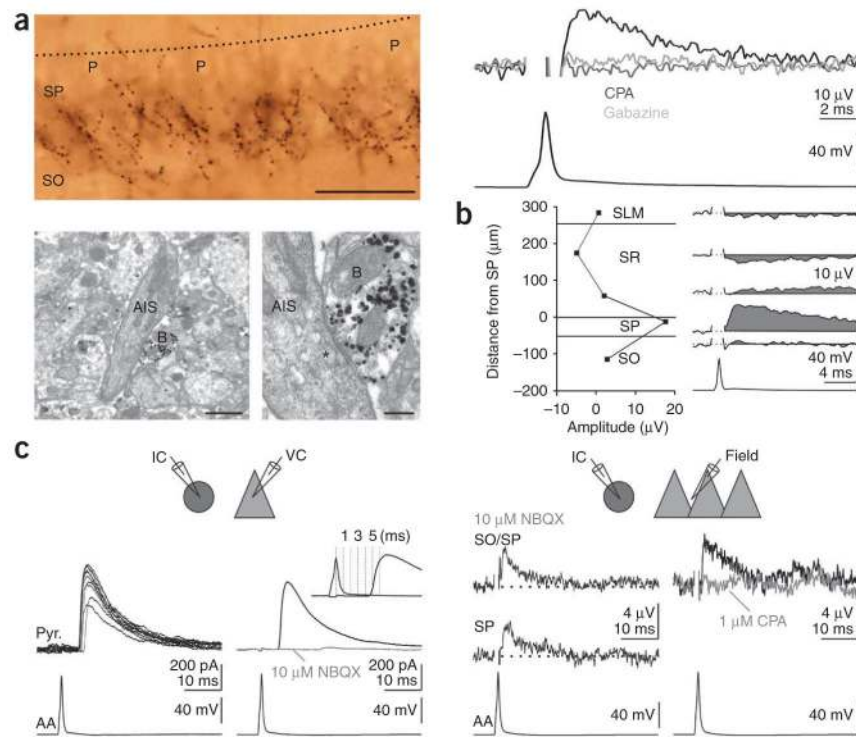 a
P
P
P
SP
SO
AIS
B
AIS
B
*
CPA
Gabazine
10 µV
2 ms
40 mV
b
Distance from SP (µm)
300
200
100
0
−100
−200
SLM
SR
SP
SO
−10 0 10 20
Amplitude (µV)
10 µV
40 mV
4 ms
c
IC
VC
1 3 5 (ms)
Pyr.
10 µM NBQX
200 pA
10 ms
200 pA
10 ms
AA
40 mV
40 mV
IC
Field
10 µM NBQX
SO/SP
4 µV
10 ms
1 µM CPA
4 µV
10 ms
SP
AA
40 mV
40 mV